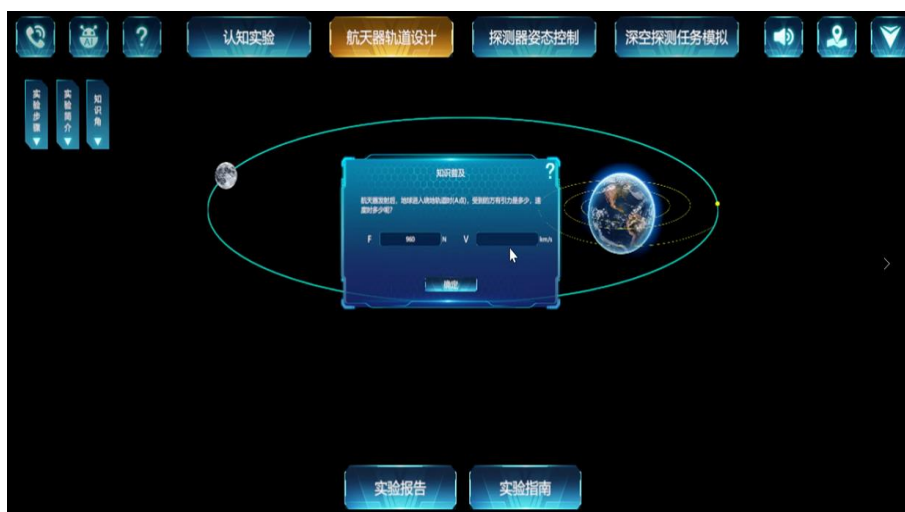 AI
?
认知实验
航天器轨道设计
探测器姿态控制
深空探测任务模拟
实验步骤
实验简介
知识角
知识普及
?
航天器发射后，地球进入绕地轨道时(A点)，受到的万有引力是多少，速
度时多少呢?
F 960 N V km/s
确定
实验报告
实验指南